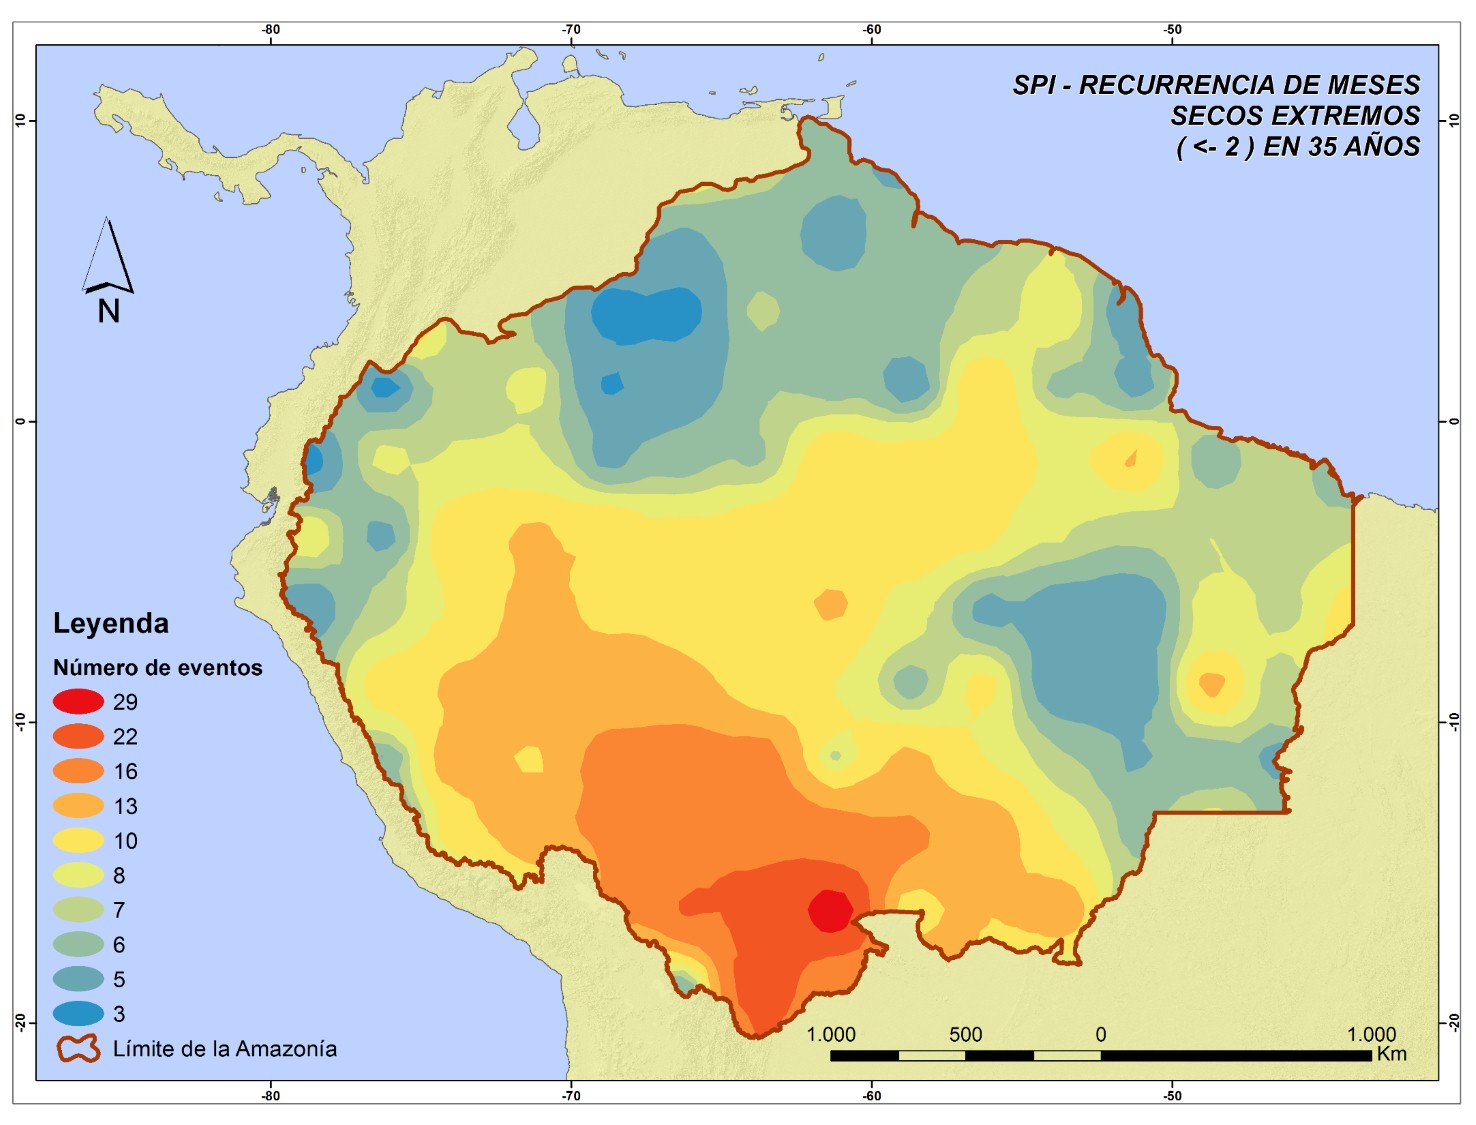 -80 -70 -60 -50
SPI - RECURRENCIA DE MESES
SECOS EXTREMOS
( <- 2 ) EN 35 AÑOS
10 10
N
0 0
Leyenda
Número de eventos
29
22
-10 -10
16
13
10
8
7
6
5
3
-20 -20
Límite de la Amazonía
1.000 500 0 1.000
Km
-80 -70 -60 -50